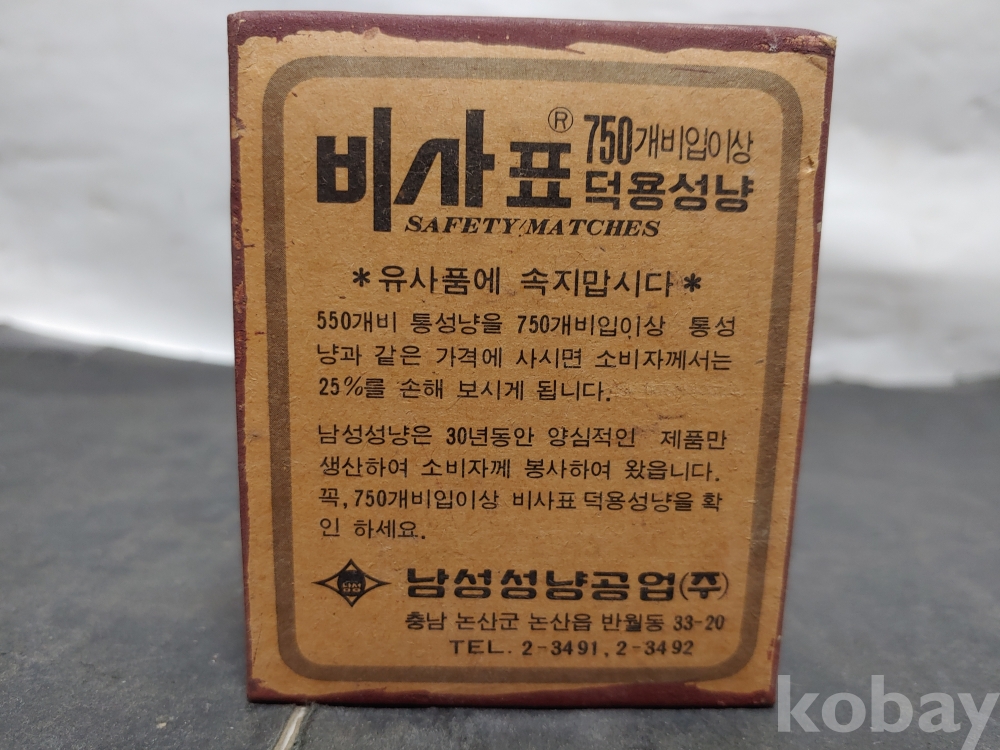 비사표® 750개비입이상
덕용성냥
SAFETY MATCHES
*유사품에 속지맙시다*
550개비 통성냥을 750개비입이상 통성
냥과 같은 가격에 사시면 소비자께서는
25%를 손해 보시게 됩니다.
남성성냥은 30년동안 양심적인 제품만
생산하여 소비자께 봉사하여 왔읍니다.
꼭, 750개비입이상 비사표 덕용성냥을 확
인 하세요.
남성 남성성냥공업(주)
충남 논산군 논산읍 반월동 33-20
TEL. 2-3491, 2-3492
kobay